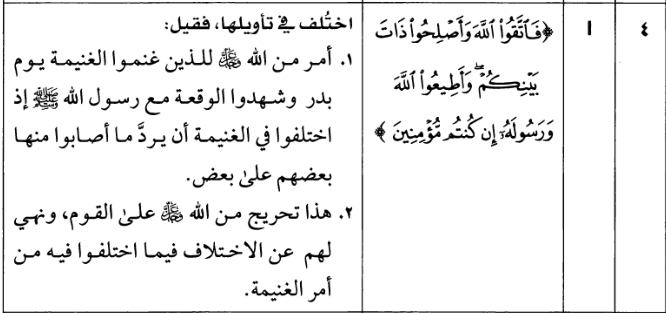 ٤
١
﴿فَٱتَّقُوا۟ ٱللَّهَ وَأَصْلِحُوا۟ ذَاتَ
بَيْنِكُمْ ۖ وَأَطِيعُوا۟ ٱللَّهَ
وَرَسُولَهُۥٓ إِن كُنتُم مُّؤْمِنِينَ﴾
اختُلف في تأويلها، فقيل:
١. أمر من الله ﷻ للذين غنموا الغنيمة يوم
بدر وشهدوا الوقعة مع رسول الله ﷺ إذ
اختلفوا في الغنيمة أن يردَّ ما أصابوا منها
بعضهم علىٰ بعض.
٢. هذا تحريج من الله ﷻ علىٰ القوم، ونهي
لهم عن الاختلاف فيما اختلفوا فيه من
أمر الغنيمة.